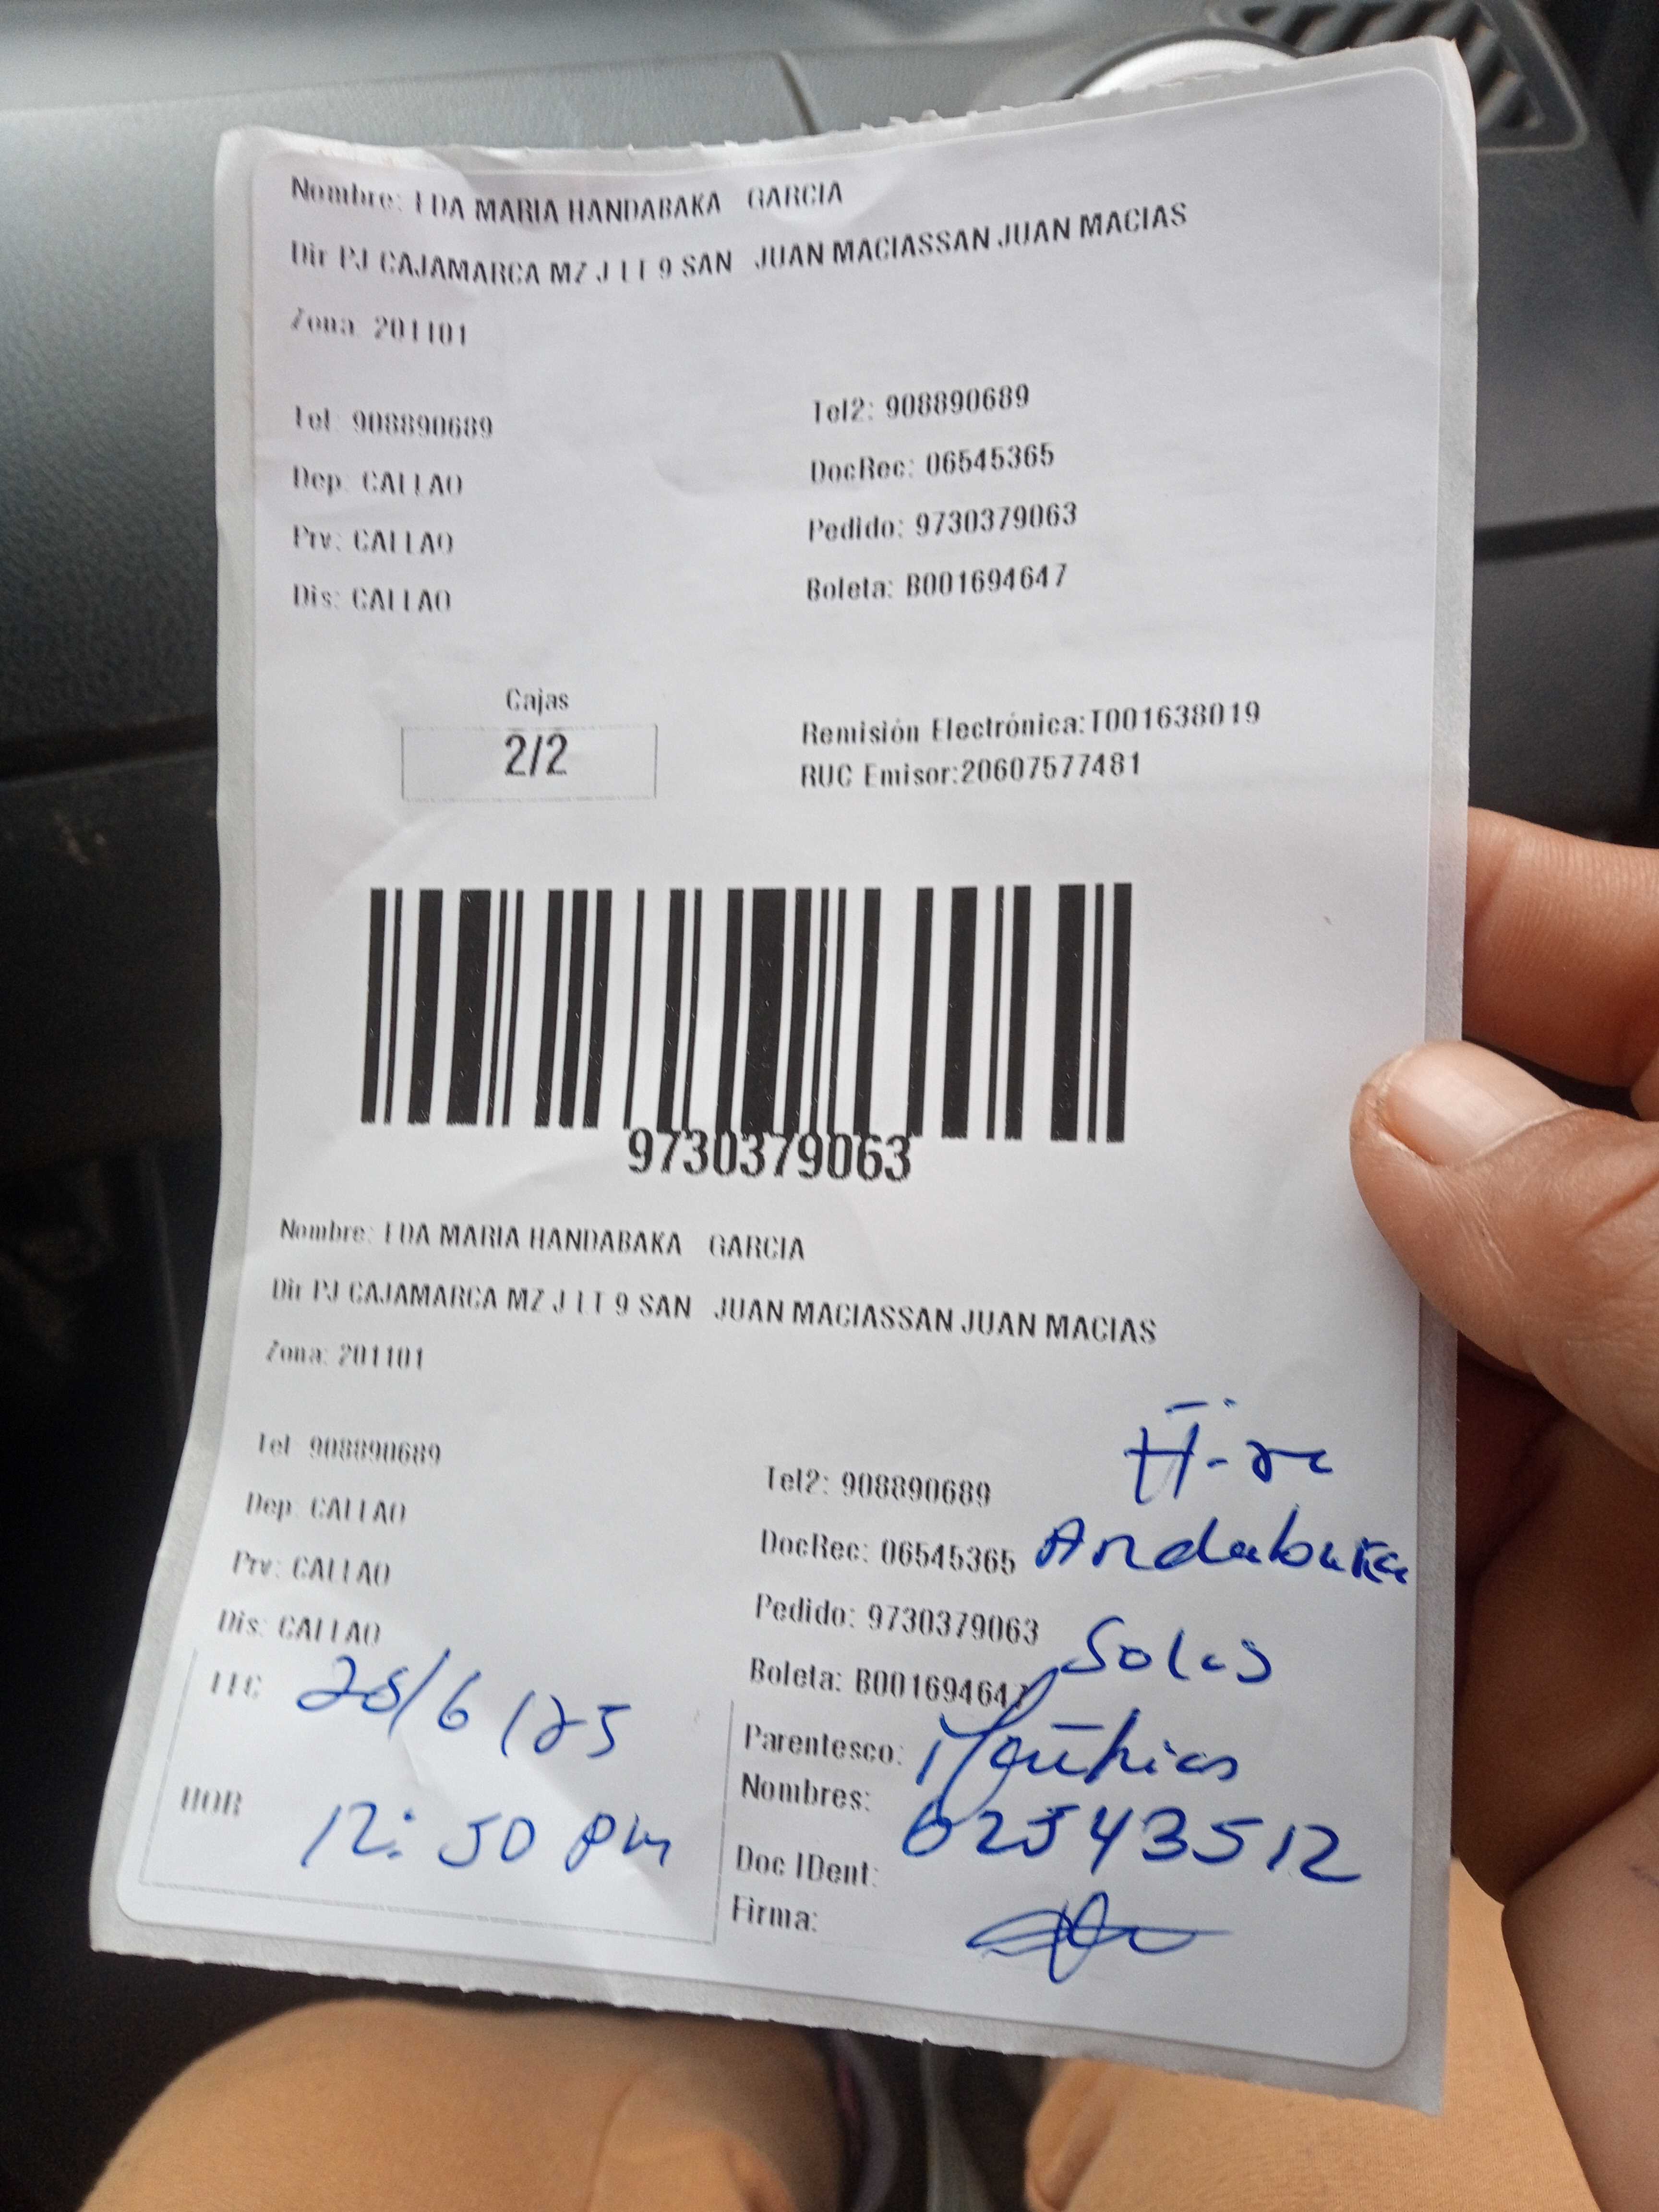 Nombre: EDA MARIA HANDABAKA GARCIA
Dir PJ CAJAMARCA MZ J LT 9 SAN JUAN MACIASSAN JUAN MACIAS
Zona: 201101
Tel: 908890689
Tel2: 908890689
Dep: CALLAO
DocRec: 06545365
Prv: CALLAO
Pedido: 9730379063
Dis: CALLAO
Boleta: B001694647
Cajas
2/2
Remisión Electrónica:T001638019
RUC Emisor:20607577481
9730379063
Nombre: EDA MARIA HANDABAKA GARCIA
Dir PJ CAJAMARCA MZ J LT 9 SAN JUAN MACIASSAN JUAN MACIAS
Zona: 201101
Tel: 908890689
Tel2: 908890689
Dep: CALLAO
DocRec: 06545365
Andabaka
Prv: CALLAO
Pedido: 9730379063
Dis: CALLAO
Boleta: B001694647
Solis
/6/25
Parentesco:
Mathias
Nombres:
HOR 12:50 pm
Doc IDent: 62543512
Firma: